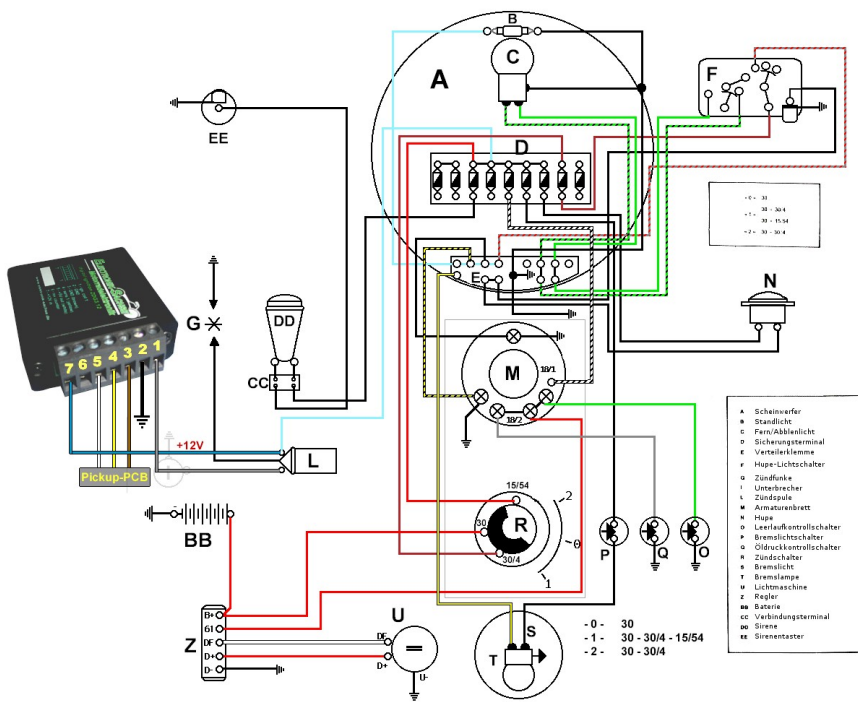 B
C
A
F
EE
D
- 0 - 30
30 - 30/4
- 1 -
30 - 15/54
- 2 - 30 - 30/4
E
N
G
DD
M
18/1
CC
18/2
7 6 5 4 3 2 1
+12V
Pickup-PCB
I
L
15/54
2
30
R
0
30/4
1
BB
P
Q
O
B+
61
DF
D+
D-
Z
U
DF
D+
U-
S
T
- 0 - 30
- 1 - 30 - 30/4 - 15/54
- 2 - 30 - 30/4
A Scheinwerfer
B Standlicht
C Fern/Abblenlicht
D Sicherungsterminal
E Verteilerklemme
F Hupe-Lichtschalter
G Zündfunke
I Unterbrecher
L Zündspule
M Armaturenbrett
N Hupe
O Leerlaufkontrollschalter
P Bremslichtschalter
Q Öldruckkontrollschalter
R Zündschalter
S Bremslicht
T Bremslampe
U Lichtmaschine
Z Regler
BB Baterie
CC Verbindungsterminal
DD Sirene
EE Sirenentaster